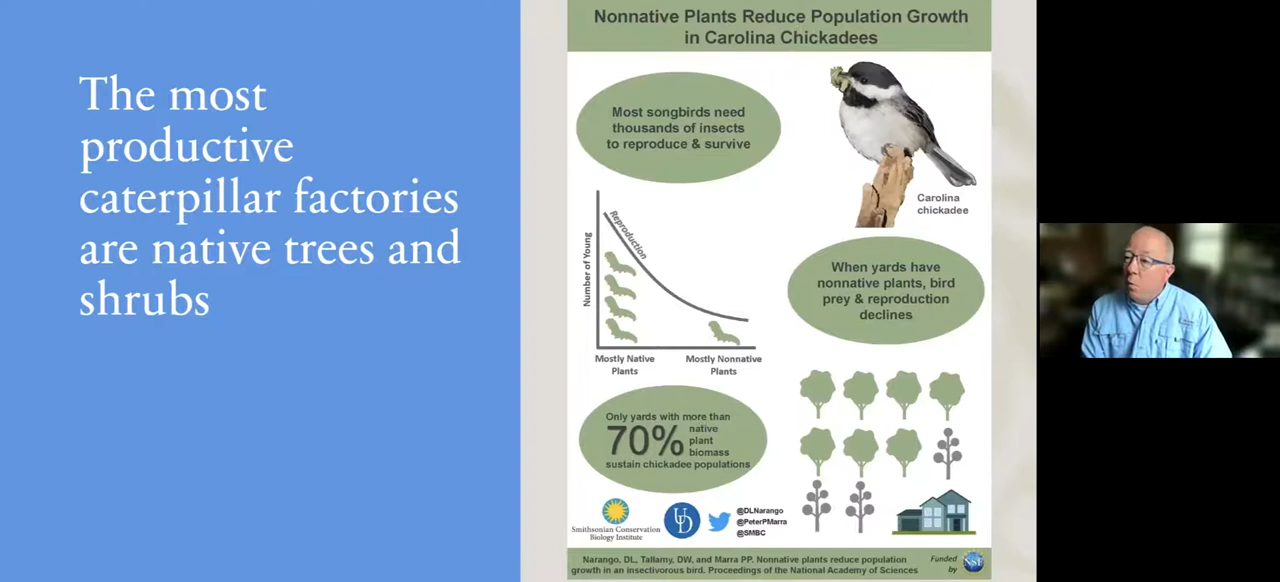 The most
productive
caterpillar factories
are native trees and
shrubs
Nonnative Plants Reduce Population Growth
in Carolina Chickadees
Most songbirds need
thousands of insects
to reproduce & survive
Carolina
chickadee
Number of Young
Reproduction
Mostly Native
Plants
Mostly Nonnative
Plants
When yards have
nonnative plants, bird
prey & reproduction
declines
Only yards with more than
70% native
plant
biomass
sustain chickadee populations
Smithsonian Conservation
Biology Institute
UD
@DLNarango
@PeterPMarra
@SMBC
Narango, DL, Tallamy, DW, and Marra PP. Nonnative plants reduce population
growth in an insectivorous bird. Proceedings of the National Academy of Sciences
Funded
by
NSF